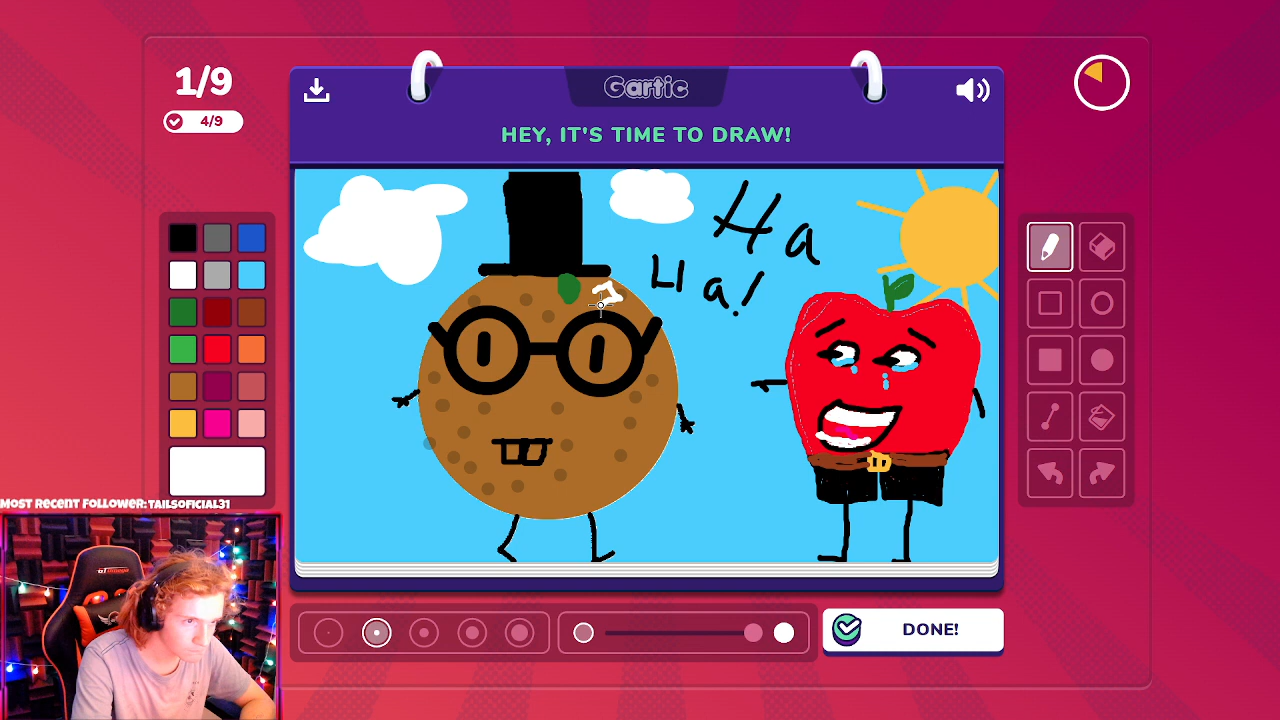 1/9
4/9
Gartic
HEY, IT'S TIME TO DRAW!
Ha
Ha!
MOST RECENT FOLLOWER: TAILSOFICIAL31
DONE!